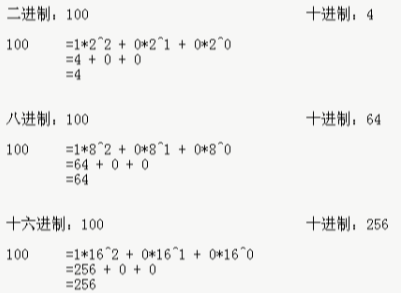 二进制：100 十进制：4
100 =1*2^2 + 0*2^1 + 0*2^0
=4 + 0 + 0
=4
八进制：100 十进制：64
100 =1*8^2 + 0*8^1 + 0*8^0
=64 + 0 + 0
=64
十六进制：100 十进制：256
100 =1*16^2 + 0*16^1 + 0*16^0
=256 + 0 + 0
=256